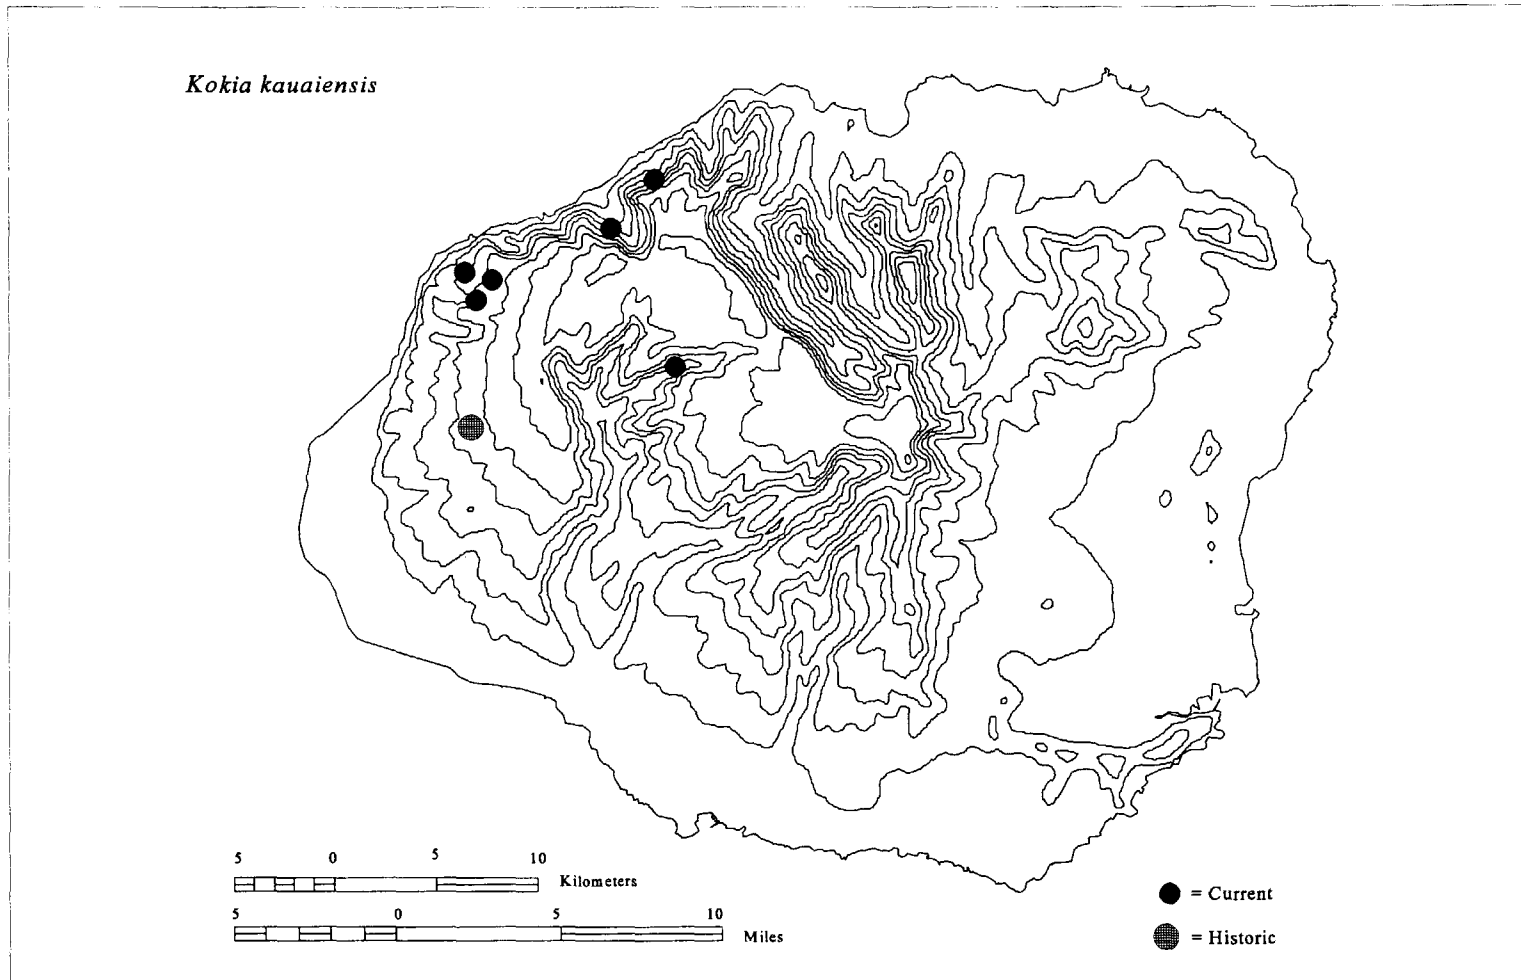 Kokia kauaiensis
5 0 5 10
Kilometers
5 0 5 10
Miles
= Current
= Historic